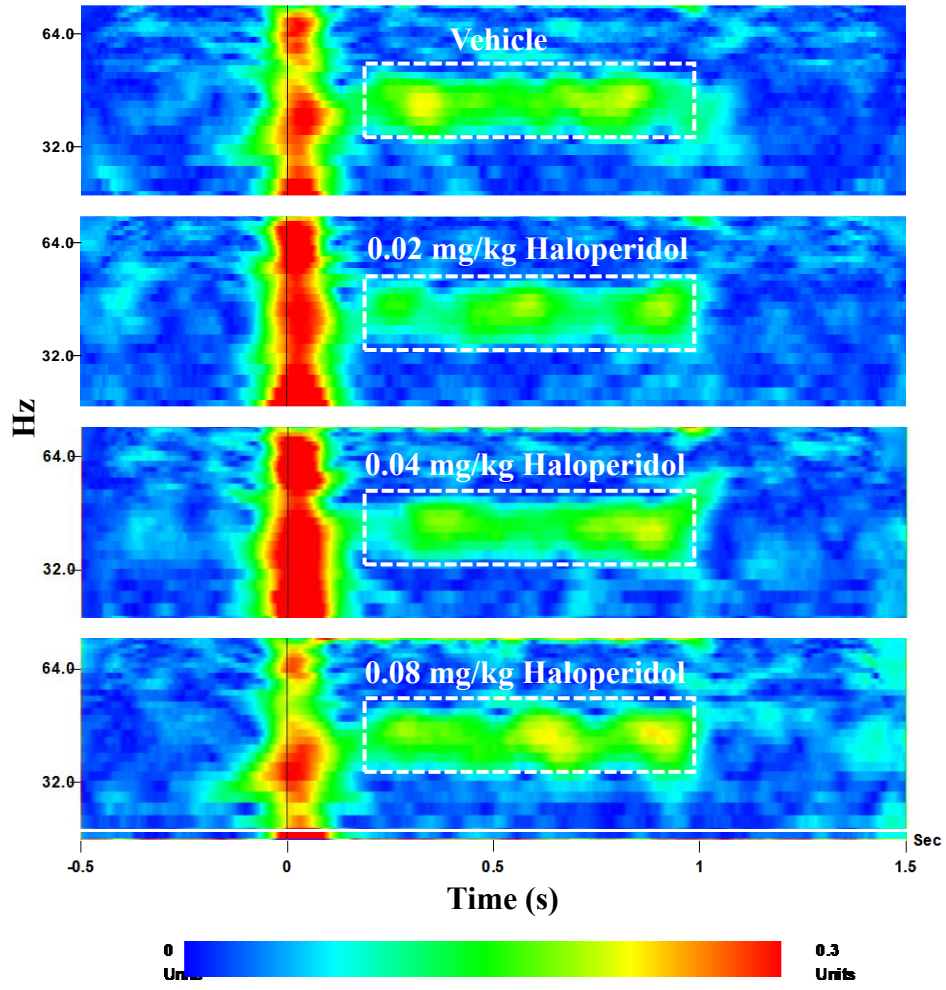 64.0
Vehicle
32.0
64.0
0.02 mg/kg Haloperidol
32.0
Hz
64.0
0.04 mg/kg Haloperidol
32.0
64.0
0.08 mg/kg Haloperidol
32.0
Sec
-0.5 0 0.5 1 1.5
Time (s)
0 0.3
Units